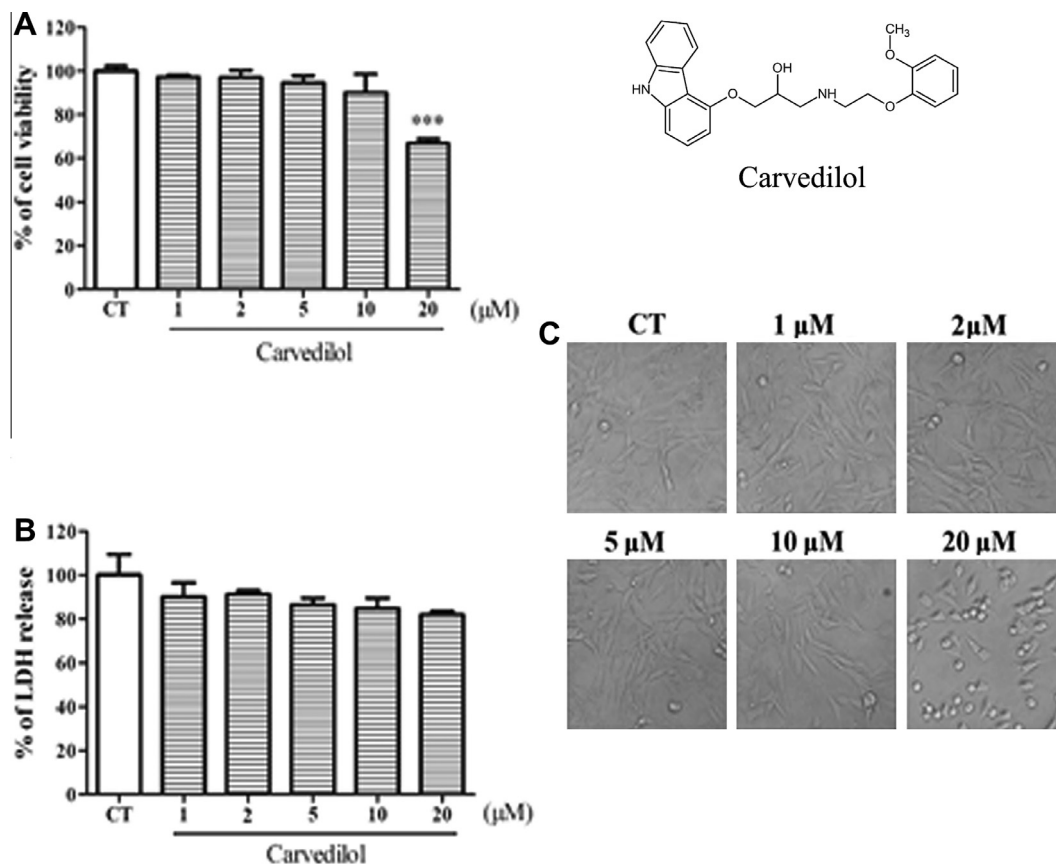 A
% of cell viability
120
100
80
60
40
20
0
***
CT 1 2 5 10 20 (μM)
Carvedilol
O
CH3
OH
HN
O
NH
O
Carvedilol
B
% of LDH release
120
100
80
60
40
20
0
CT 1 2 5 10 20 (μM)
Carvedilol
C
CT 1 μM 2μM
5 μM 10 μM 20 μM